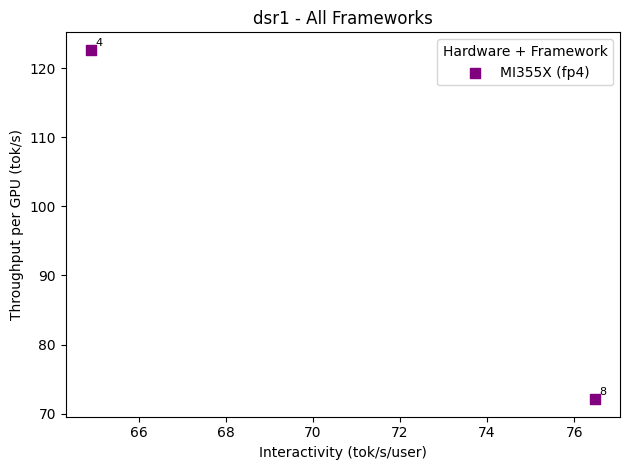 dsr1 - All Frameworks
Hardware + Framework
MI355X (fp4)
4
8
Throughput per GPU (tok/s)
120
110
100
90
80
70
66
68
70
72
74
76
Interactivity (tok/s/user)